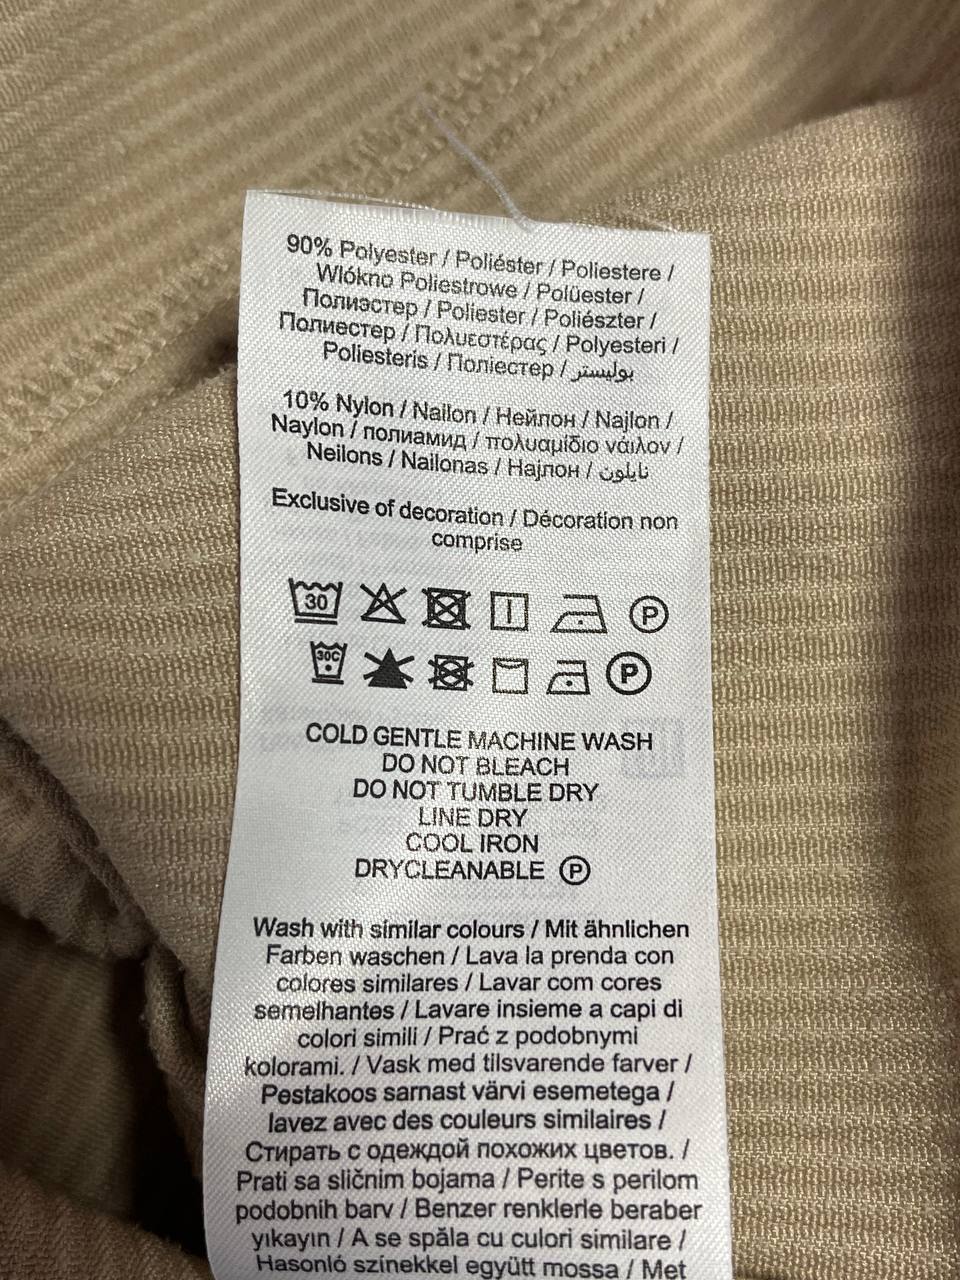 90% Polyester / Poliéster / Poliestere /
Wlókno Poliestrowe / Polüester /
Полиэстер / Poliester / Poliészter /
Полиестер / Πολυεστέρας / Polyesteri /
Poliesteris / Поліестер / بوليستر
10% Nylon / Nailon / Нейлон / Najlon /
Naylon / полиамид / πολυαμίδιο νάιλον /
Neilons / Nailonas / Најлон / نايلون
Exclusive of decoration / Décoration non
comprise
30 P
30C P
COLD GENTLE MACHINE WASH
DO NOT BLEACH
DO NOT TUMBLE DRY
LINE DRY
COOL IRON
DRYCLEANABLE P
Wash with similar colours / Mit ähnlichen
Farben waschen / Lava la prenda con
colores similares / Lavar com cores
semelhantes / Lavare insieme a capi di
colori simili / Prać z podobnymi
kolorami. / Vask med tilsvarende farver /
Pestakoos sarnast värvi esemetega /
lavez avec des couleurs similaires /
Стирать с одеждой похожих цветов. /
Prati sa sličnim bojama / Perite s perilom
podobnih barv / Benzer renklerle beraber
yıkayın / A se spăla cu culori similare /
Hasonló színekkel együtt mossa / Met